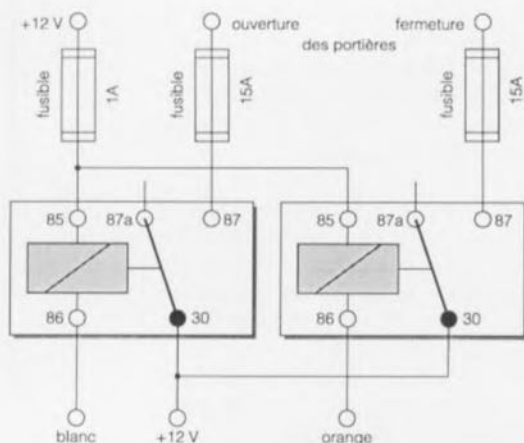 +12 V ouverture fermeture
des portières
fusible 1A fusible 15A fusible 15A
85 87a 87 85 87a 87
86 30 86 30
blanc +12 V orange